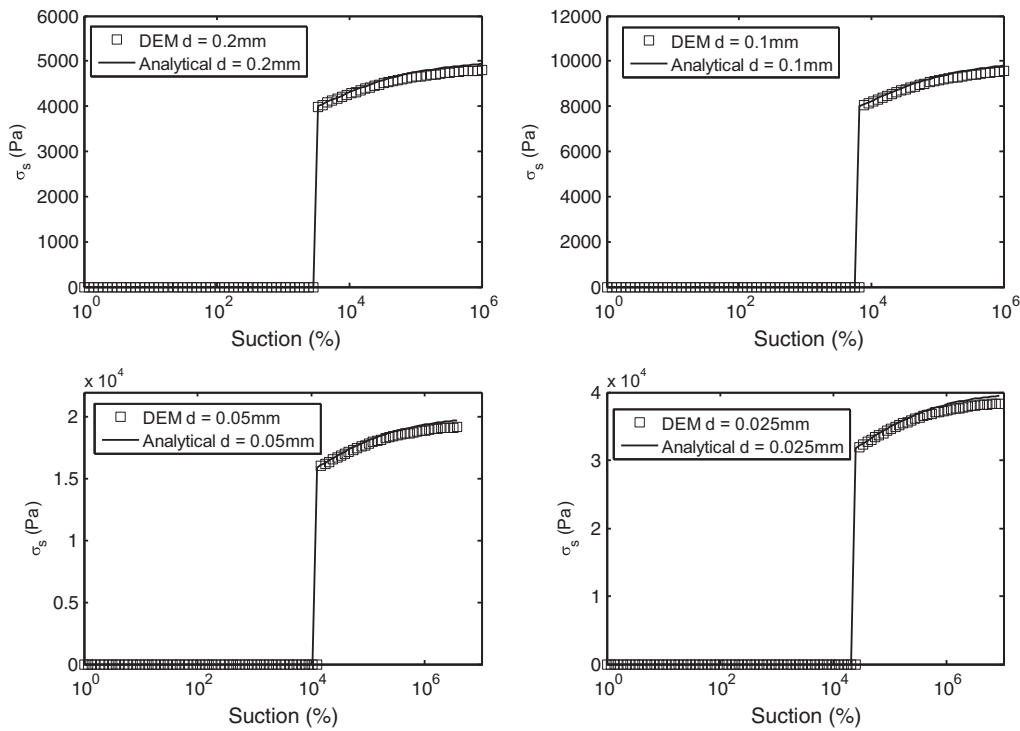 6000
5000
4000
3000
2000
1000
0
σs (Pa)
DEM d = 0.2mm
Analytical d = 0.2mm
10^0
10^2
10^4
10^6
Suction (%)
12000
10000
8000
6000
4000
2000
0
σs (Pa)
DEM d = 0.1mm
Analytical d = 0.1mm
10^0
10^2
10^4
10^6
Suction (%)
x 10^4
2
1.5
1
0.5
0
σs (Pa)
DEM d = 0.05mm
Analytical d = 0.05mm
10^0
10^2
10^4
10^6
Suction (%)
x 10^4
4
3
2
1
0
σs (Pa)
DEM d = 0.025mm
Analytical d = 0.025mm
10^0
10^2
10^4
10^6
Suction (%)